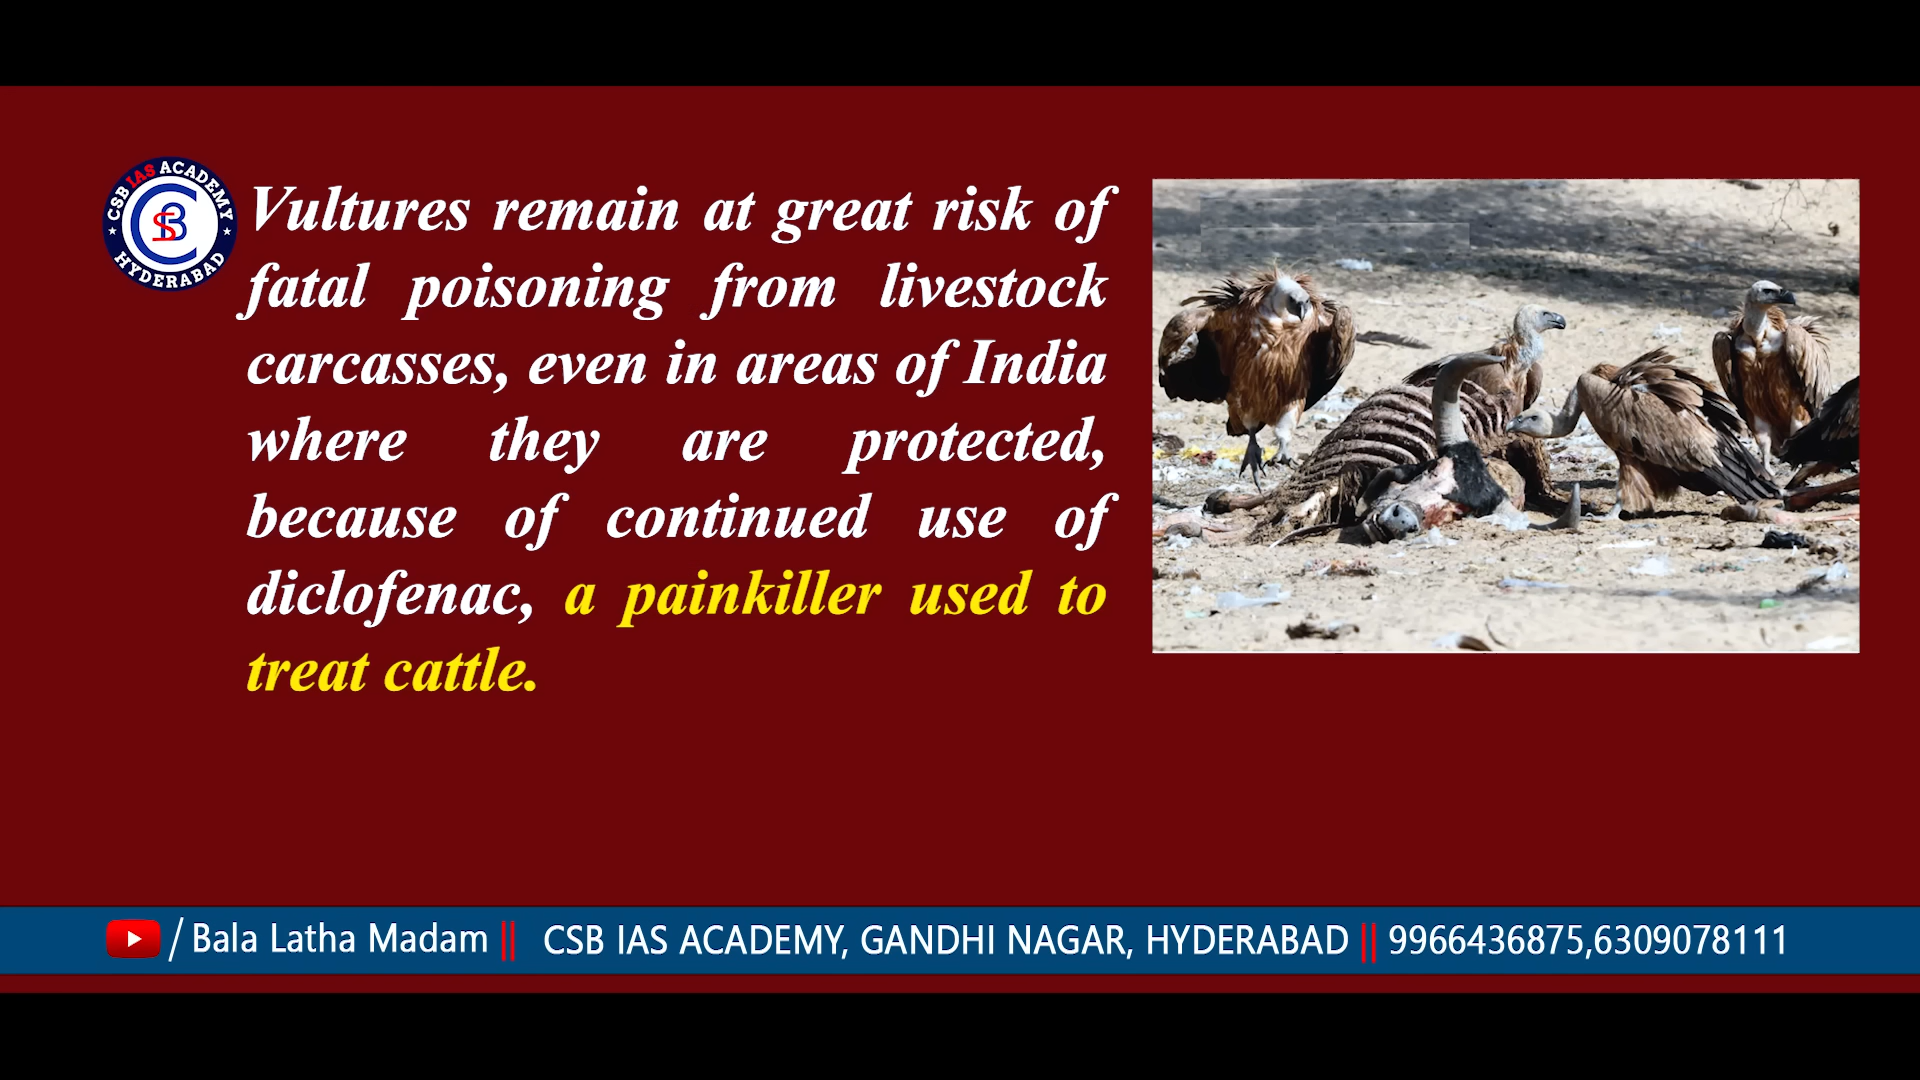 CSB IAS ACADEMY
HYDERABAD
CSB
Vultures remain at great risk of
fatal poisoning from livestock
carcasses, even in areas of India
where they are protected,
because of continued use of
diclofenac, a painkiller used to
treat cattle.
/ Bala Latha Madam || CSB IAS ACADEMY, GANDHI NAGAR, HYDERABAD || 9966436875,6309078111